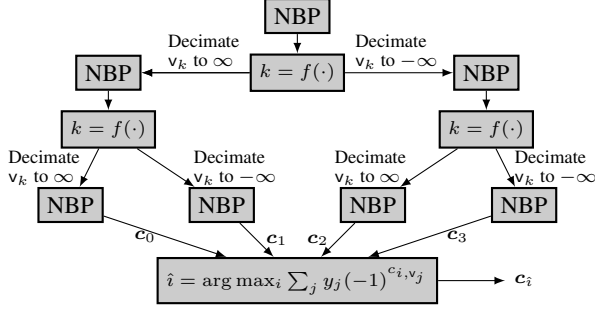 NBP
Decimate
v_k to ∞
Decimate
v_k to −∞
NBP
k = f(·)
NBP
k = f(·)
k = f(·)
Decimate
v_k to ∞
Decimate
v_k to −∞
Decimate
v_k to ∞
Decimate
v_k to −∞
NBP
NBP
NBP
NBP
c_0
c_1
c_2
c_3
î = arg max_i ∑_j y_j(−1)^{c_{i,v_j}}
c_î